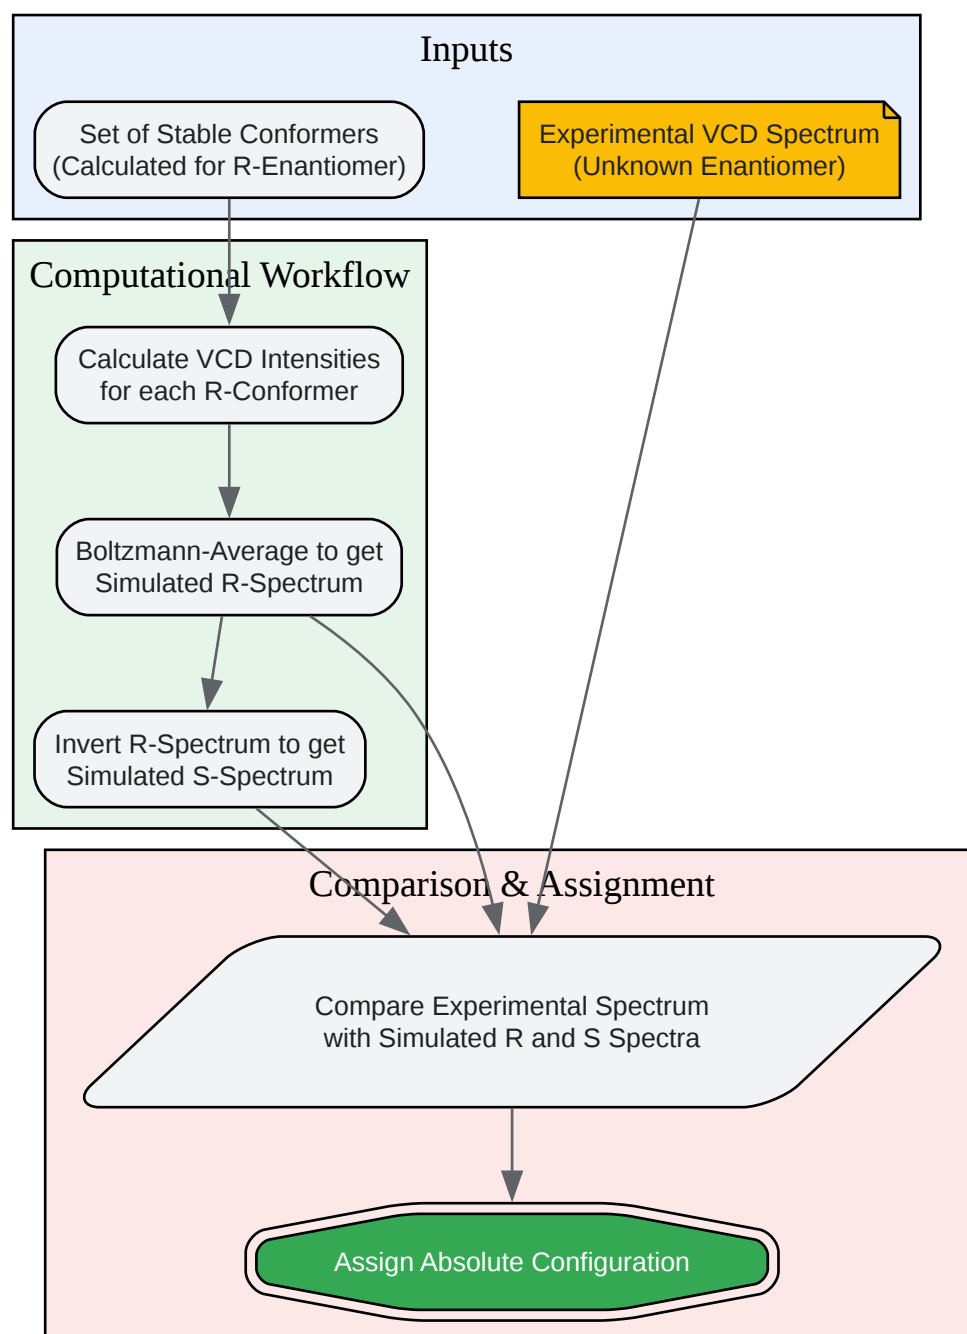 Inputs
Set of Stable Conformers
(Calculated for R-Enantiomer)
Experimental VCD Spectrum
(Unknown Enantiomer)
Computational Workflow
Calculate VCD Intensities
for each R-Conformer
Boltzmann-Average to get
Simulated R-Spectrum
Invert R-Spectrum to get
Simulated S-Spectrum
Comparison & Assignment
Compare Experimental Spectrum
with Simulated R and S Spectra
Assign Absolute Configuration